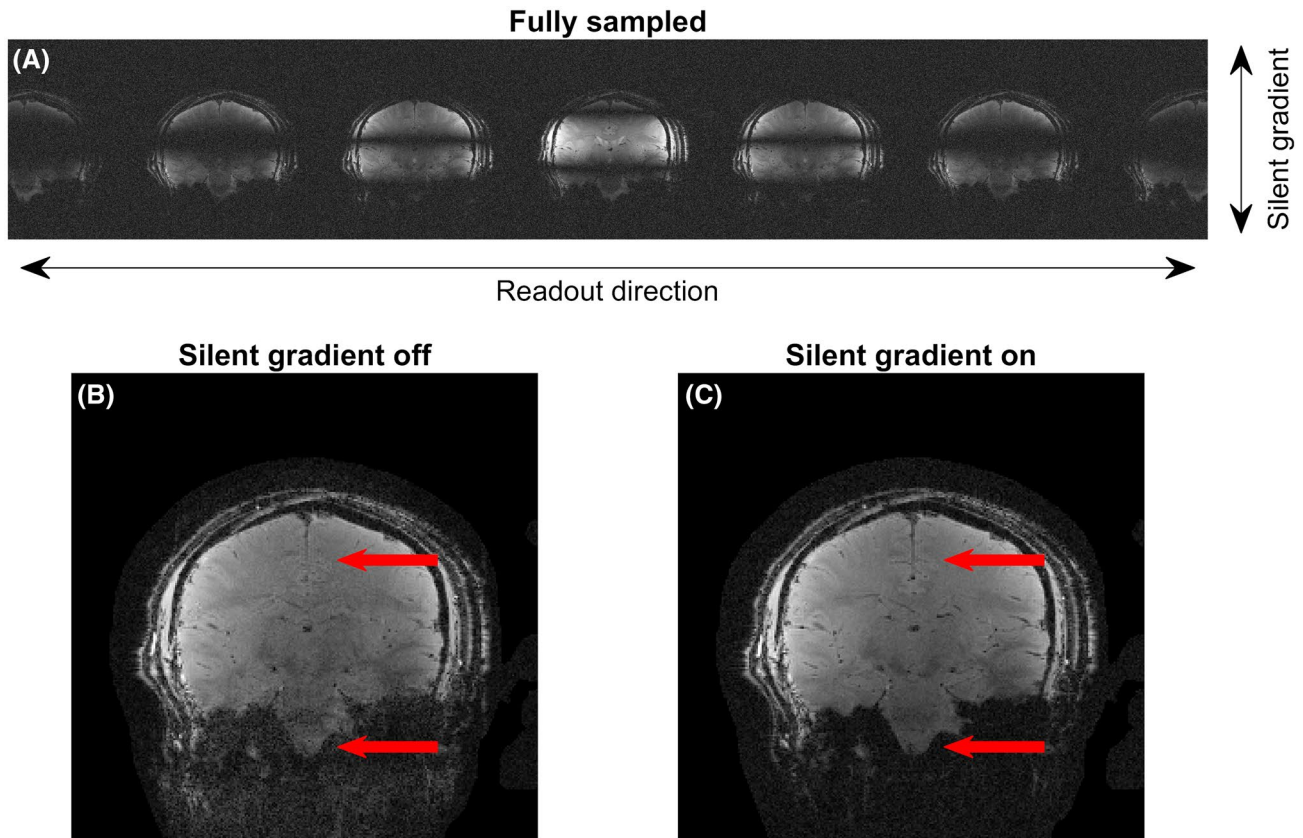 Fully sampled
(A)
Silent gradient
Readout direction
Silent gradient off
Silent gradient on
(B)
(C)